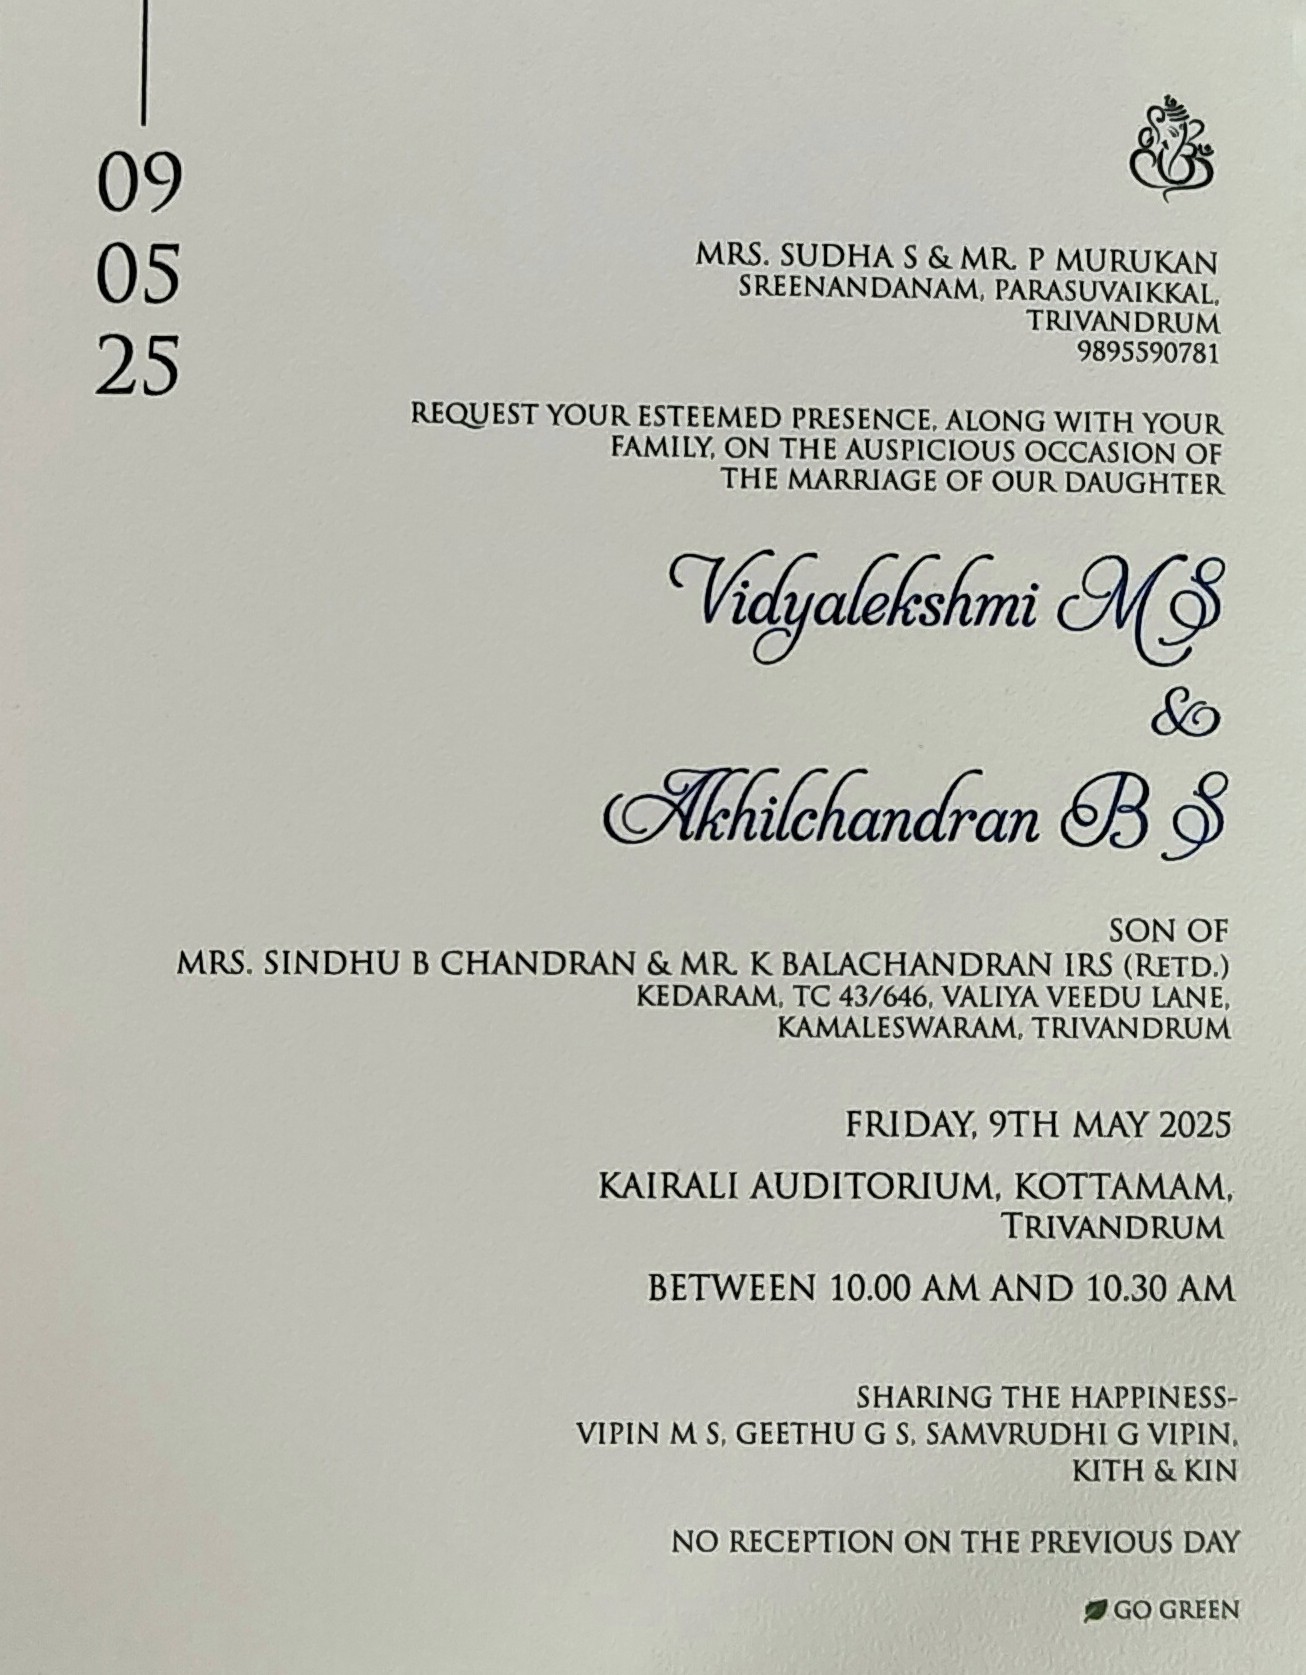 09
05
25
MRS. SUDHA S & MR. P MURUKAN
SREENANDANAM, PARASUVAIKKAL,
TRIVANDRUM
9895590781
REQUEST YOUR ESTEEMED PRESENCE, ALONG WITH YOUR
FAMILY, ON THE AUSPICIOUS OCCASION OF
THE MARRIAGE OF OUR DAUGHTER
Vidyalekshmi M S
&
Akhilchandran B S
SON OF
MRS. SINDHU B CHANDRAN & MR. K BALACHANDRAN IRS (RETD.)
KEDARAM, TC 43/646, VALIYA VEEDU LANE,
KAMALESWARAM, TRIVANDRUM
FRIDAY, 9TH MAY 2025
KAIRALI AUDITORIUM, KOTTAMAM,
TRIVANDRUM
BETWEEN 10.00 AM AND 10.30 AM
SHARING THE HAPPINESS-
VIPIN M S, GEETHU G S, SAMVRUDHI G VIPIN,
KITH & KIN
NO RECEPTION ON THE PREVIOUS DAY
GO GREEN